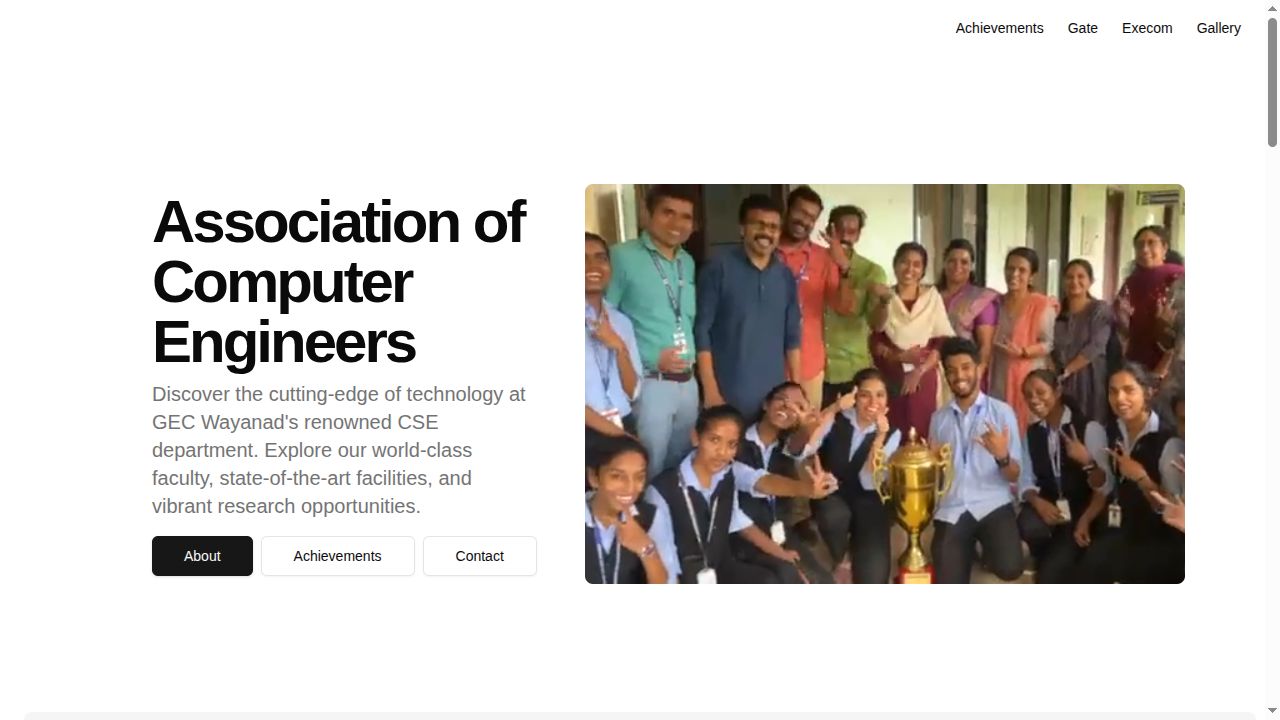 Achievements Gate Execom Gallery
Association of
Computer
Engineers
Discover the cutting-edge of technology at
GEC Wayanad's renowned CSE
department. Explore our world-class
faculty, state-of-the-art facilities, and
vibrant research opportunities.
About Achievements Contact